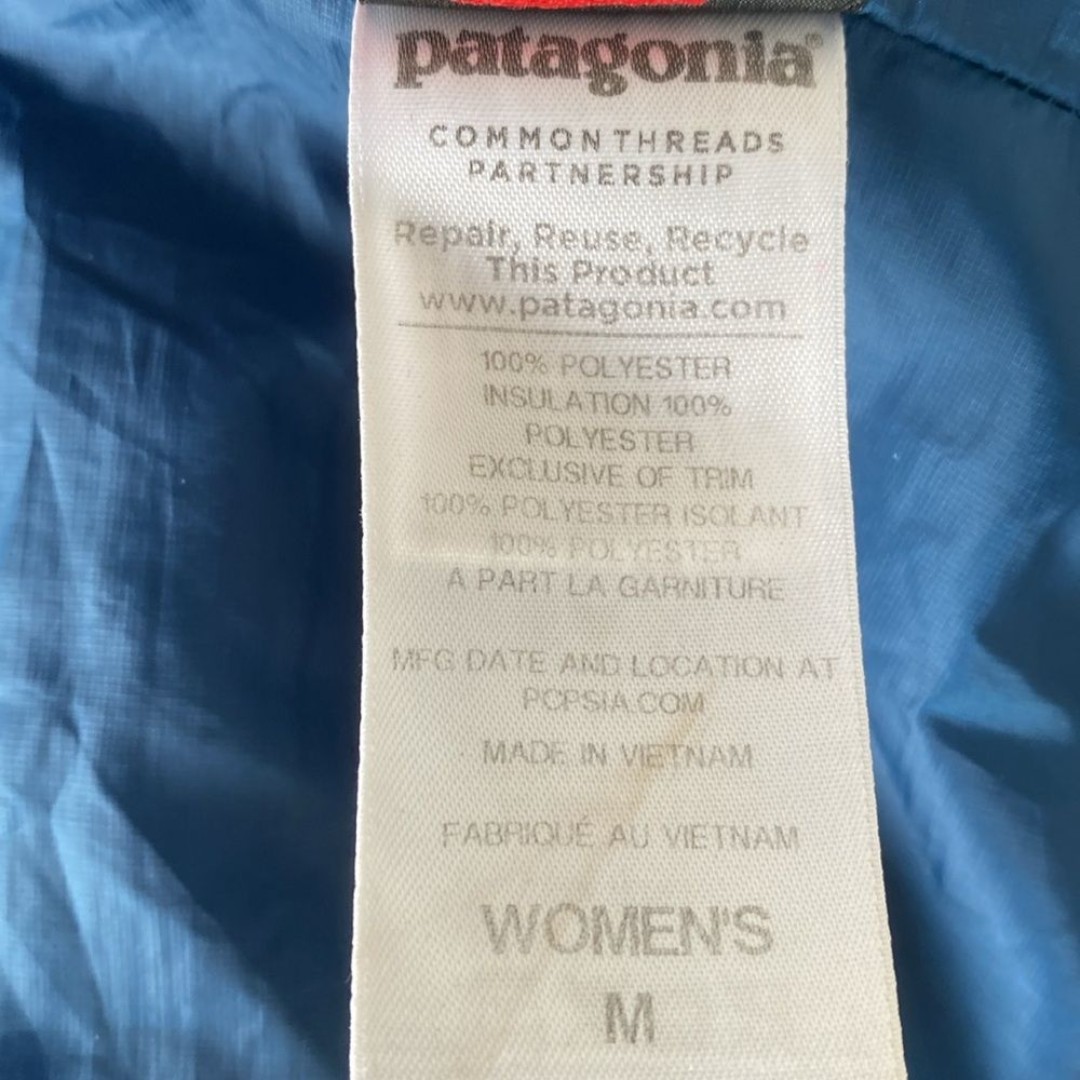 patagonia®
COMMON THREADS
PARTNERSHIP
Repair, Reuse, Recycle
This Product
www.patagonia.com
100% POLYESTER
INSULATION 100%
POLYESTER
EXCLUSIVE OF TRIM
100% POLYESTER ISOLANT
100% POLYESTER
A PART LA GARNITURE
MFG DATE AND LOCATION AT
PCPSIA.COM
MADE IN VIETNAM
FABRIQUÉ AU VIETNAM
WOMEN'S
M